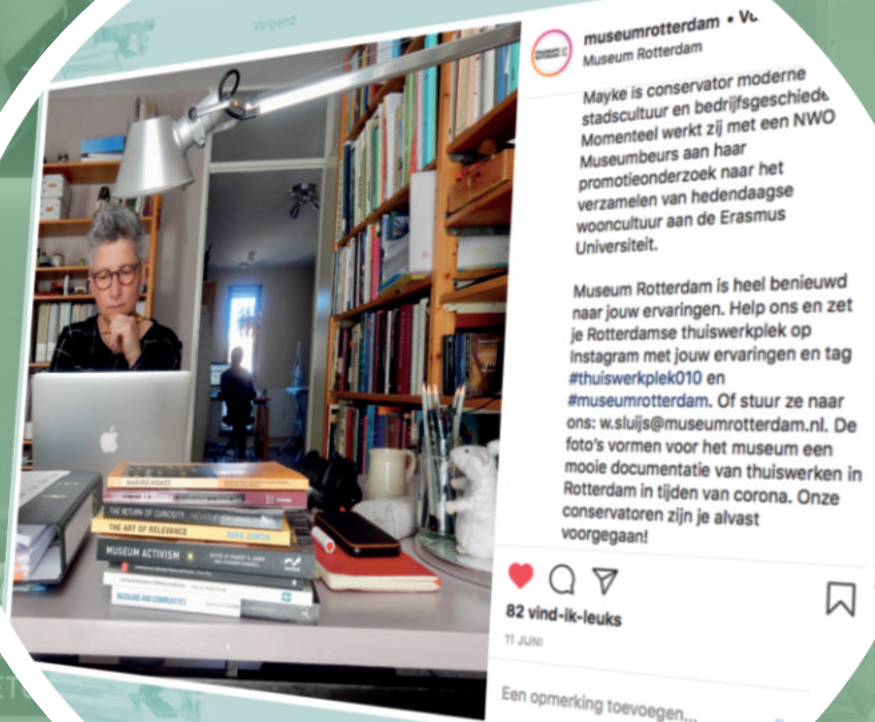 Volgend
museumrotterdam •
Museum Rotterdam
Mayke is conservator moderne
stadscultuur en bedrijfsgeschiede
Momenteel werkt zij met een NWO
Museumbeurs aan haar
promotieonderzoek naar het
verzamelen van hedendaagse
wooncultuur aan de Erasmus
Universiteit.
Museum Rotterdam is heel benieuwd
naar jouw ervaringen. Help ons en zet
je Rotterdamse thuiswerkplek op
Instagram met jouw ervaringen en tag
#thuiswerkplek010 en
#museumrotterdam. Of stuur ze naar
ons: w.sluijs@museumrotterdam.nl. De
foto's vormen voor het museum een
mooie documentatie van thuiswerken in
Rotterdam in tijden van corona. Onze
conservatoren zijn je alvast
voorgegaan!
82 vind-ik-leuks
11 JUNI
Een opmerking toevoegen...
MAKING HOMES
THE RETURN OF CURIOSITY
THE ART OF RELEVANCE NINA SIMON
MUSEUM ACTIVISM
MUSEUMS AND COMMUNITIES